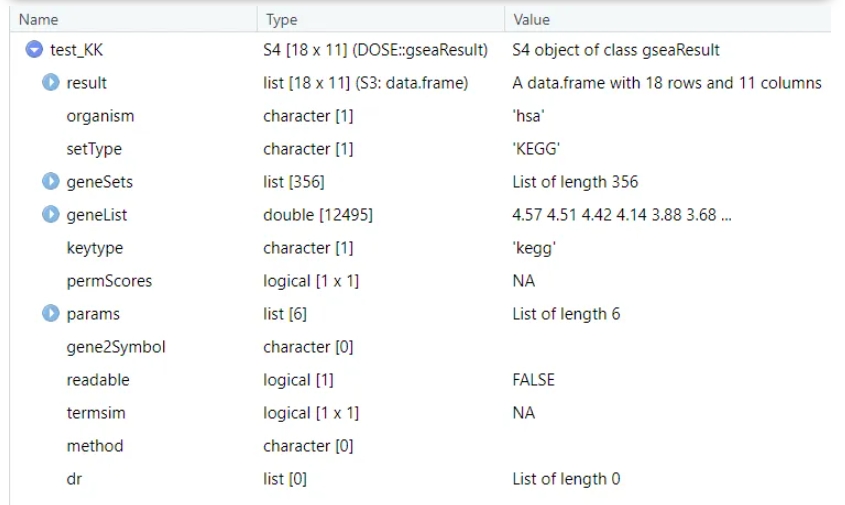 Name Type Value
test_KK S4 [18 x 11] (DOSE::gseaResult) S4 object of class gseaResult
result list [18 x 11] (S3: data.frame) A data.frame with 18 rows and 11 columns
organism character [1] 'hsa'
setType character [1] 'KEGG'
geneSets list [356] List of length 356
geneList double [12495] 4.57 4.51 4.42 4.14 3.88 3.68 ...
keytype character [1] 'kegg'
permScores logical [1 x 1] NA
params list [6] List of length 6
gene2Symbol character [0]
readable logical [1] FALSE
termsim logical [1 x 1] NA
method character [0]
dr list [0] List of length 0